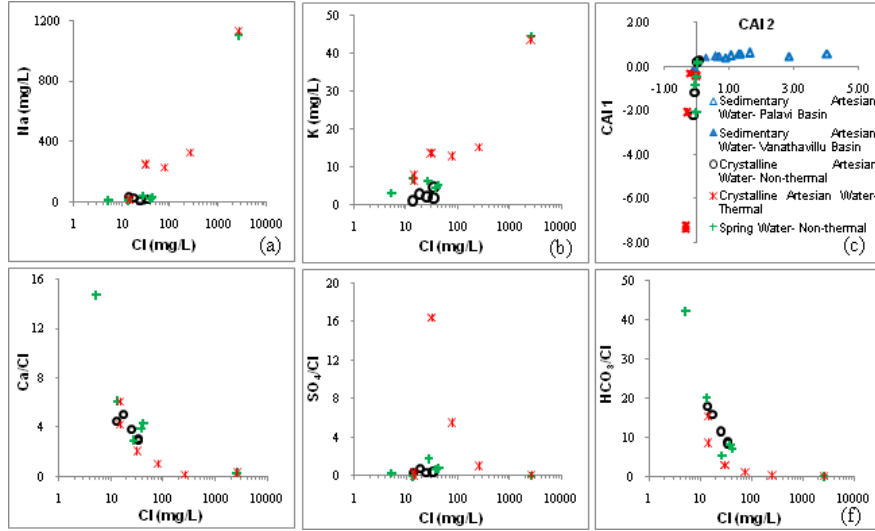 1200
800
400
0
Na (mg/L)
1 10 100 1000 10000
Cl (mg/L)
(a)
50
40
30
20
10
0
K (mg/L)
1 10 100 1000 10000
Cl (mg/L)
(b)
CAI 2
0.00
-1.00 1.00 3.00 5.00
-2.00
-4.00
-6.00
-8.00
CAI 1
Sedimentary Artesian
Water- Palavi Basin
Sedimentary Artesian
Water- Vanathavillu Basin
Crystalline Artesian
Water- Non-thermal
Crystalline Artesian Water-
Thermal
Spring Water- Non-thermal
(c)
16
12
8
4
0
Ca/Cl
1 10 100 1000 10000
Cl (mg/L)
20
16
12
8
4
0
SO4/Cl
1 10 100 1000 10000
Cl (mg/L)
50
40
30
20
10
0
HCO3/Cl
1 10 100 1000 10000
Cl (mg/L)
(f)